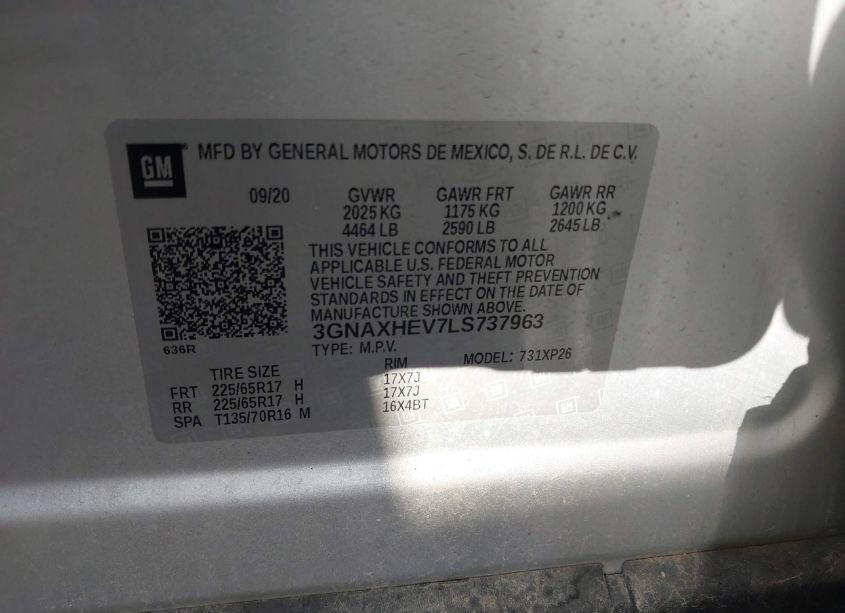 GM
MFD BY GENERAL MOTORS DE MEXICO, S. DE R.L. DE C.V.
09/20 GVWR GAWR FRT GAWR RR
2025 KG 1175 KG 1200 KG
4464 LB 2590 LB 2645 LB
THIS VEHICLE CONFORMS TO ALL
APPLICABLE U.S. FEDERAL MOTOR
VEHICLE SAFETY AND THEFT PREVENTION
STANDARDS IN EFFECT ON THE DATE OF
MANUFACTURE SHOWN ABOVE.
3GNAXHEV7LS737963
636R TYPE: M.P.V. MODEL: 731XP26
TIRE SIZE RIM
FRT 225/65R17 H 17X7J
RR 225/65R17 H 17X7J
SPA T135/70R16 M 16X4BT